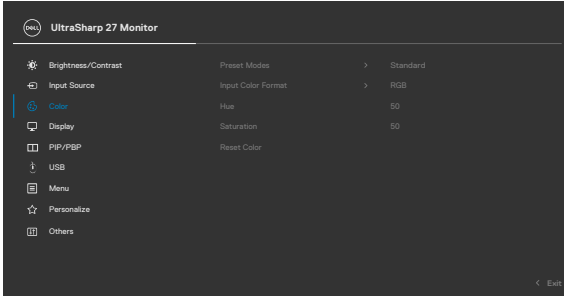 DELL UltraSharp 27 Monitor
Brightness/Contrast Preset Modes > Standard
Input Source Input Color Format > RGB
Color Hue 50
Display Saturation 50
PIP/PBP Reset Color
USB
Menu
Personalize
Others
< Exit